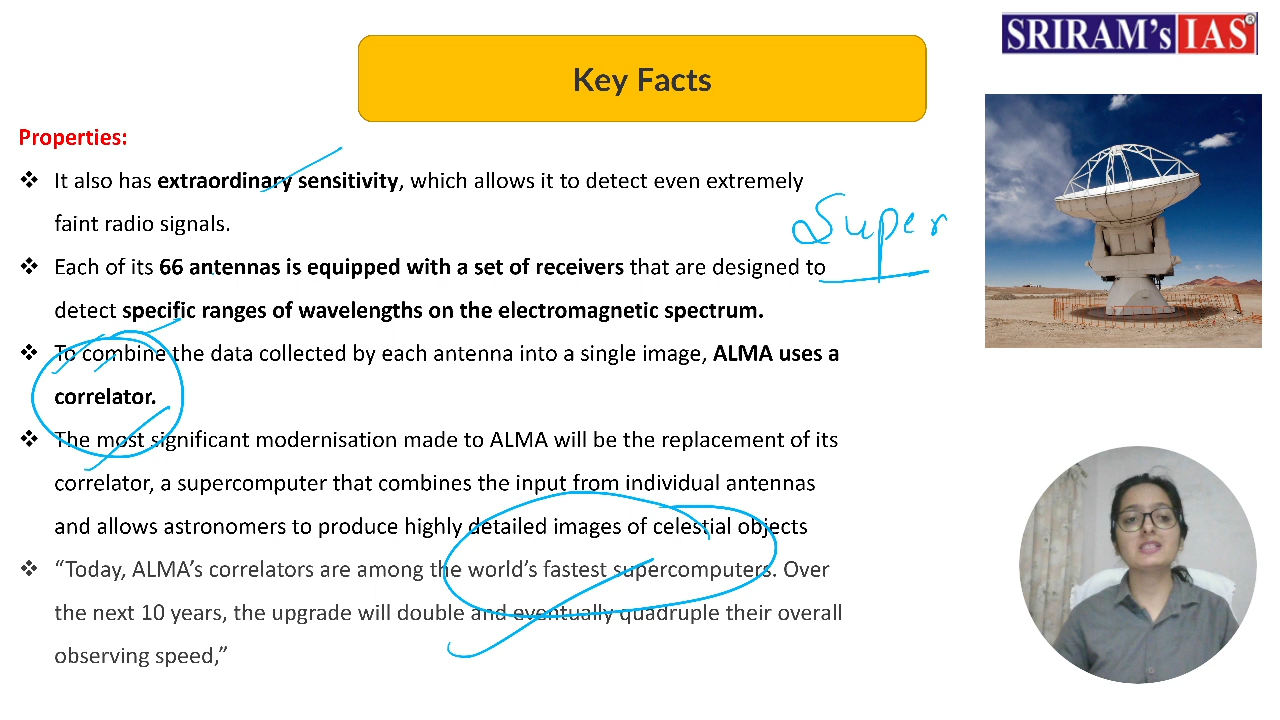 SRIRAM's IAS®
Key Facts
Properties:
❖ It also has extraordinary sensitivity, which allows it to detect even extremely
faint radio signals.
Super
❖ Each of its 66 antennas is equipped with a set of receivers that are designed to
detect specific ranges of wavelengths on the electromagnetic spectrum.
❖ To combine the data collected by each antenna into a single image, ALMA uses a
correlator.
❖ The most significant modernisation made to ALMA will be the replacement of its
correlator, a supercomputer that combines the input from individual antennas
and allows astronomers to produce highly detailed images of celestial objects
❖ “Today, ALMA’s correlators are among the world’s fastest supercomputers. Over
the next 10 years, the upgrade will double and eventually quadruple their overall
observing speed,”